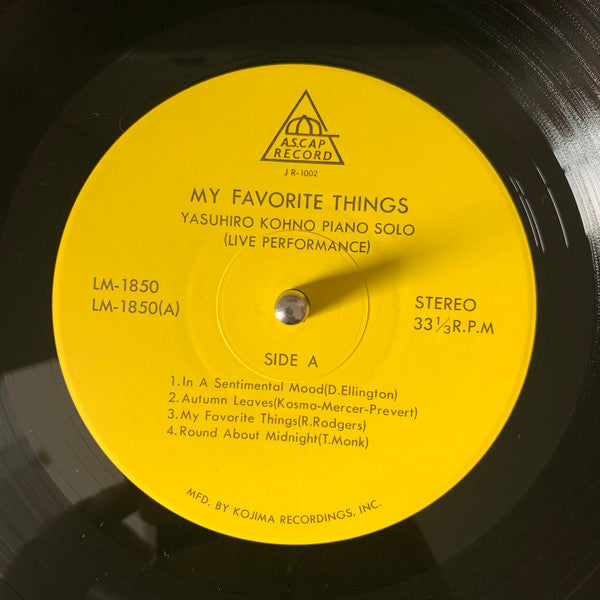 A.S.CAP
RECORD
JR-1002
MY FAVORITE THINGS
YASUHIRO KOHNO PIANO SOLO
(LIVE PERFORMANCE)
LM-1850
LM-1850(A)
STEREO
33⅓R.P.M
SIDE A
1.In A Sentimental Mood(D.Ellington)
2.Autumn Leaves(Kosma-Mercer-Prevert)
3.My Favorite Things(R.Rodgers)
4.Round About Midnight(T.Monk)
MFD. BY KOJIMA RECORDINGS, INC.